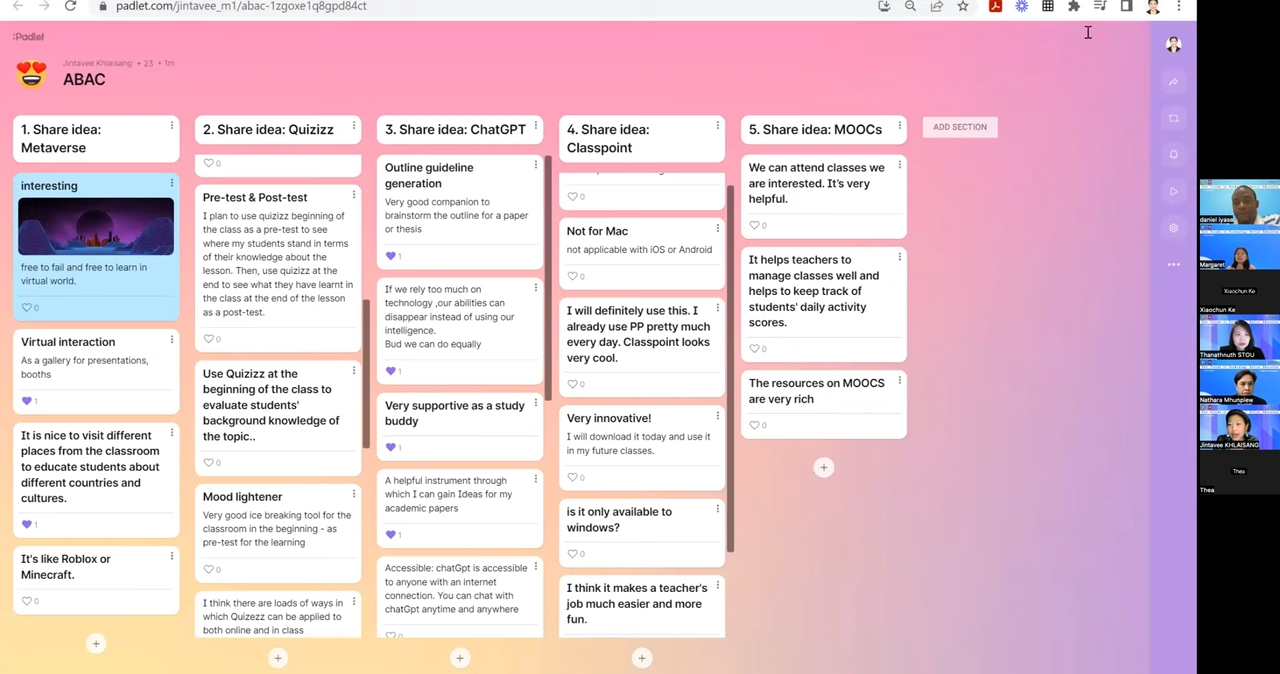 padlet.com/jintavee_m1/abac-1zgoxe1q8gpd84ct
:Padlet
Jintavee Khlaisang • 23 • 1m
ABAC
1. Share idea:
Metaverse
interesting
free to fail and free to learn in
virtual world.
0
Virtual interaction
As a gallery for presentations,
booths
1
It is nice to visit different
places from the classroom
to educate students about
different countries and
cultures.
1
It's like Roblox or
Minecraft.
0
2. Share idea: Quizizz
0
Pre-test & Post-test
I plan to use quizizz beginning of
the class as a pre-test to see
where my students stand in terms
of their knowledge about the
lesson. Then, use quizizz at the
end to see what they have learnt in
the class at the end of the lesson
as a post-test.
0
Use Quizizz at the
beginning of the class to
evaluate students'
background knowledge of
the topic..
0
Mood lightener
Very good ice breaking tool for the
classroom in the beginning - as
pre-test for the learning
0
I think there are loads of ways in
which Quizezz can be applied to
both online and in class
3. Share idea: ChatGPT
Outline guideline
generation
Very good companion to
brainstorm the outline for a paper
or thesis
1
If we rely too much on
technology ,our abilities can
disappear instead of using our
intelligence.
But we can do equally
1
Very supportive as a study
buddy
1
A helpful instrument through
which I can gain Ideas for my
academic papers
1
Accessible: chatGpt is accessible
to anyone with an internet
connection. You can chat with
chatGpt anytime and anywhere
0
4. Share idea:
Classpoint
0
Not for Mac
not applicable with iOS or Android
0
I will definitely use this. I
already use PP pretty much
every day. Classpoint looks
very cool.
0
Very innovative!
I will download it today and use it
in my future classes.
0
is it only available to
windows?
0
I think it makes a teacher's
job much easier and more
fun.
5. Share idea: MOOCs
We can attend classes we
are interested. It's very
helpful.
0
It helps teachers to
manage classes well and
helps to keep track of
students' daily activity
scores.
0
The resources on MOOCS
are very rich
0
ADD SECTION
daniel iyase
Margaret
Xiaochun Ke
Xiaochun Ke
Thanathnuth STOU
Nathara Mhunpiew
Jintavee KHLAISANG
Thea
Thea